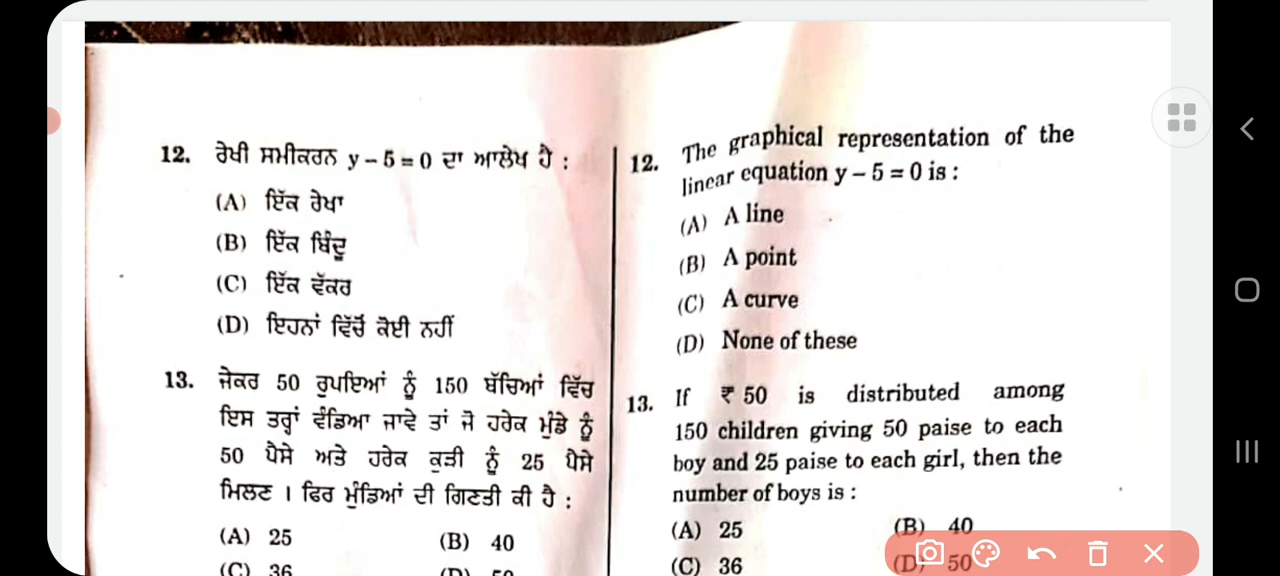 12. ਰੇਖੀ ਸਮੀਕਰਨ y – 5 = 0 ਦਾ ਆਲੇਖ ਹੈ :
(A) ਇੱਕ ਰੇਖਾ
(B) ਇੱਕ ਬਿੰਦੂ
(C) ਇੱਕ ਵੱਕਰ
(D) ਇਹਨਾਂ ਵਿੱਚੋਂ ਕੋਈ ਨਹੀਂ
13. ਜੇਕਰ 50 ਰੁਪਇਆਂ ਨੂੰ 150 ਬੱਚਿਆਂ ਵਿੱਚ
ਇਸ ਤਰ੍ਹਾਂ ਵੰਡਿਆ ਜਾਵੇ ਤਾਂ ਜੋ ਹਰੇਕ ਮੁੰਡੇ ਨੂੰ
50 ਪੈਸੇ ਅਤੇ ਹਰੇਕ ਕੁੜੀ ਨੂੰ 25 ਪੈਸੇ
ਮਿਲਣ । ਫਿਰ ਮੁੰਡਿਆਂ ਦੀ ਗਿਣਤੀ ਕੀ ਹੈ :
(A) 25 (B) 40
(C) 36 (D) 50
12. The graphical representation of the
linear equation y – 5 = 0 is :
(A) A line
(B) A point
(C) A curve
(D) None of these
13. If ₹ 50 is distributed among
150 children giving 50 paise to each
boy and 25 paise to each girl, then the
number of boys is :
(A) 25 (B) 40
(C) 36 (D) 50